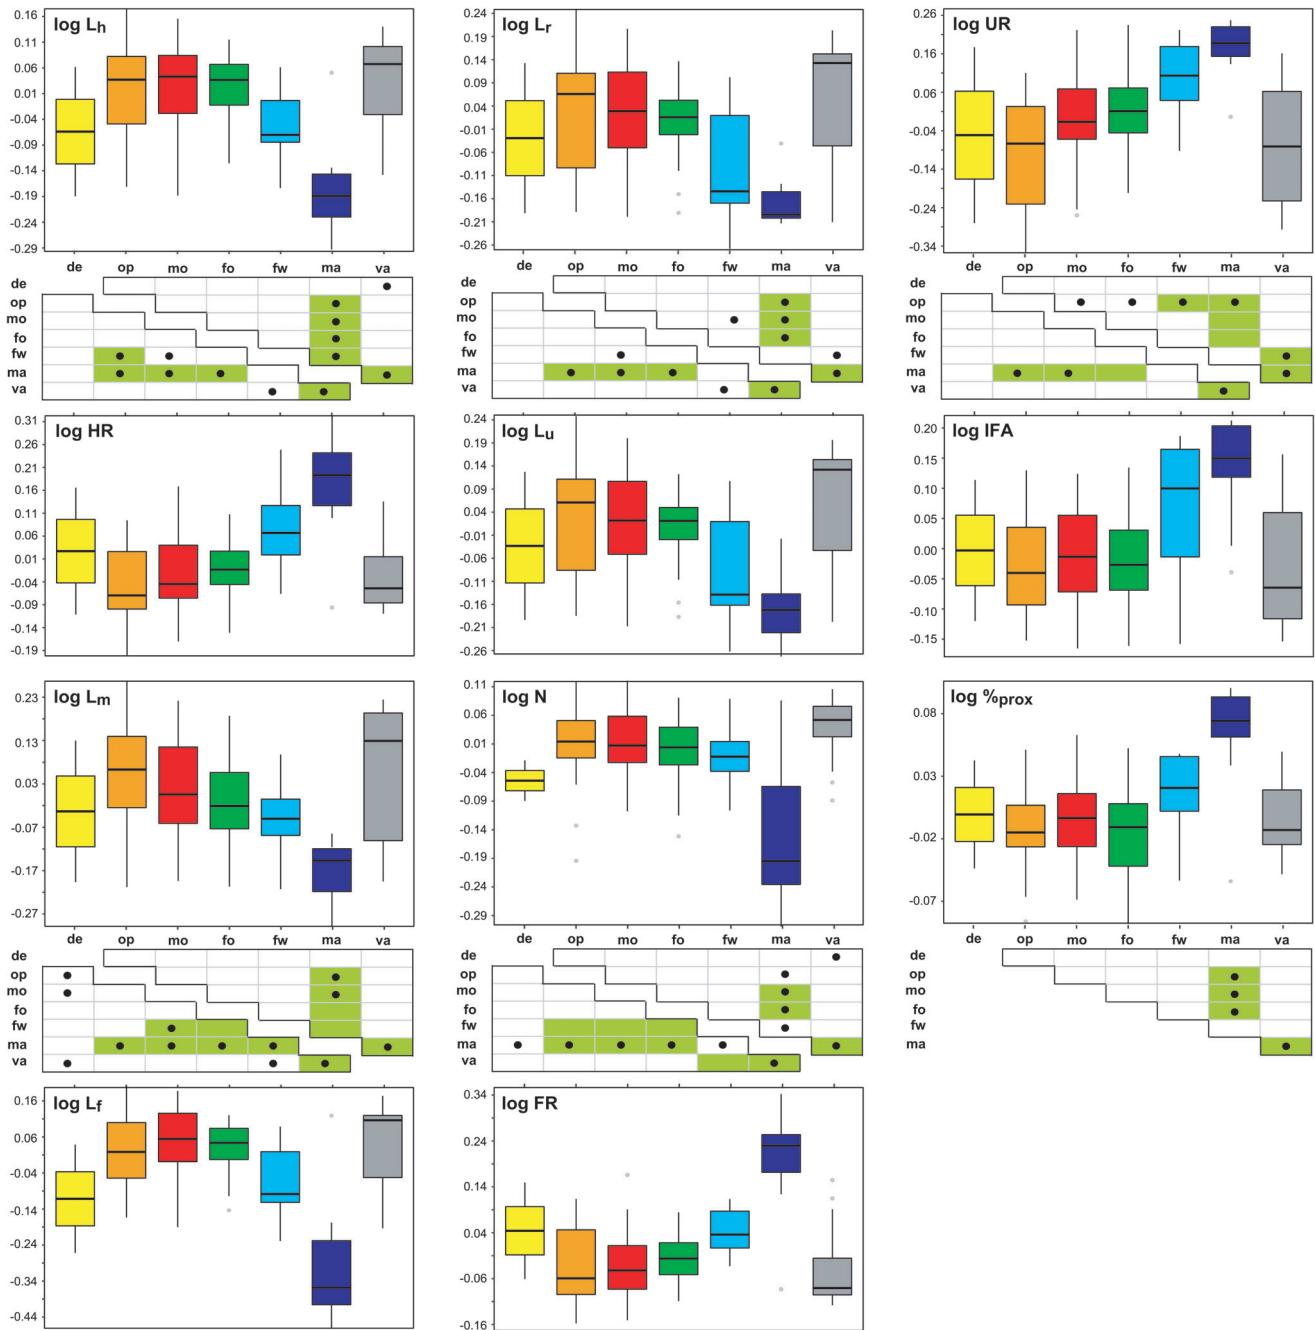 log Lh
0.16
0.11
0.06
0.01
-0.04
-0.09
-0.14
-0.19
-0.24
-0.29
log Lr
0.24
0.19
0.14
0.09
0.04
-0.01
-0.06
-0.11
-0.16
-0.21
-0.26
log UR
0.26
0.16
0.06
-0.04
-0.14
-0.24
-0.34
de op mo fo fw ma va
de op mo fo fw ma va
de op mo fo fw ma va
de
op
mo
fo
fw
ma
va
de
op
mo
fo
fw
ma
va
de
op
mo
fo
fw
ma
va
log HR
0.31
0.26
0.21
0.16
0.11
0.06
0.01
-0.04
-0.09
-0.14
-0.19
log Lu
0.24
0.19
0.14
0.09
0.04
-0.01
-0.06
-0.11
-0.16
-0.21
-0.26
log IFA
0.20
0.15
0.10
0.05
0.00
-0.05
-0.10
-0.15
log Lm
0.23
0.13
0.03
-0.07
-0.17
-0.27
log N
0.11
0.06
0.01
-0.04
-0.09
-0.14
-0.19
-0.24
-0.29
log %prox
0.08
0.03
-0.02
-0.07
de op mo fo fw ma va
de op mo fo fw ma va
de op mo fo fw ma va
de
op
mo
fo
fw
ma
va
de
op
mo
fo
fw
ma
va
de
op
mo
fo
fw
ma
log Lf
0.16
0.06
-0.04
-0.14
-0.24
-0.34
-0.44
log FR
0.34
0.24
0.14
0.04
-0.06
-0.16